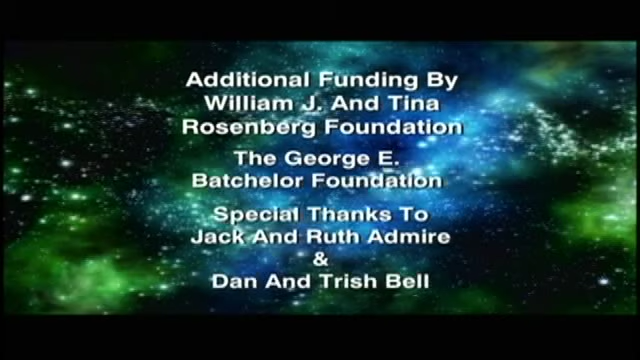 Additional Funding By
William J. And Tina
Rosenberg Foundation
The George E.
Batchelor Foundation
Special Thanks To
Jack And Ruth Admire
&
Dan And Trish Bell